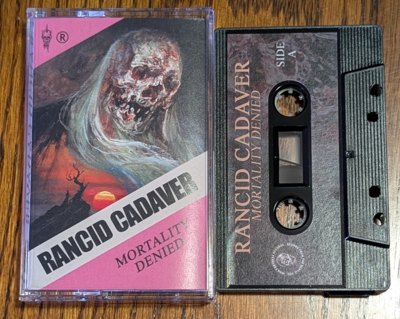 ®
RANCID CADAVER
MORTALITY
DENIED
SIDE
A
RANCID CADAVER
MORTALITY DENIED